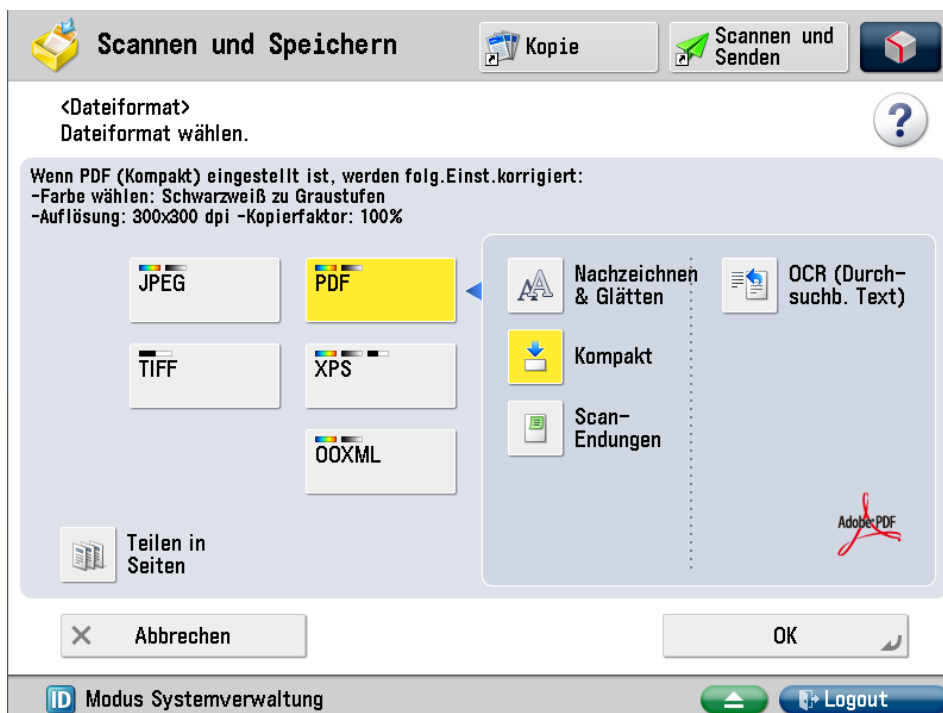 Scannen und Speichern
Kopie
Scannen und
Senden
<Dateiformat>
Dateiformat wählen.
?
Wenn PDF (Kompakt) eingestellt ist, werden folg.Einst.korrigiert:
-Farbe wählen: Schwarzweiß zu Graustufen
-Auflösung: 300x300 dpi -Kopierfaktor: 100%
JPEG
PDF
Nachzeichnen
& Glätten
OCR (Durch-
suchb. Text)
TIFF
XPS
Kompakt
OOXML
Scan-
Endungen
Teilen in
Seiten
Adobe PDF
Abbrechen
OK
ID Modus Systemverwaltung
Logout